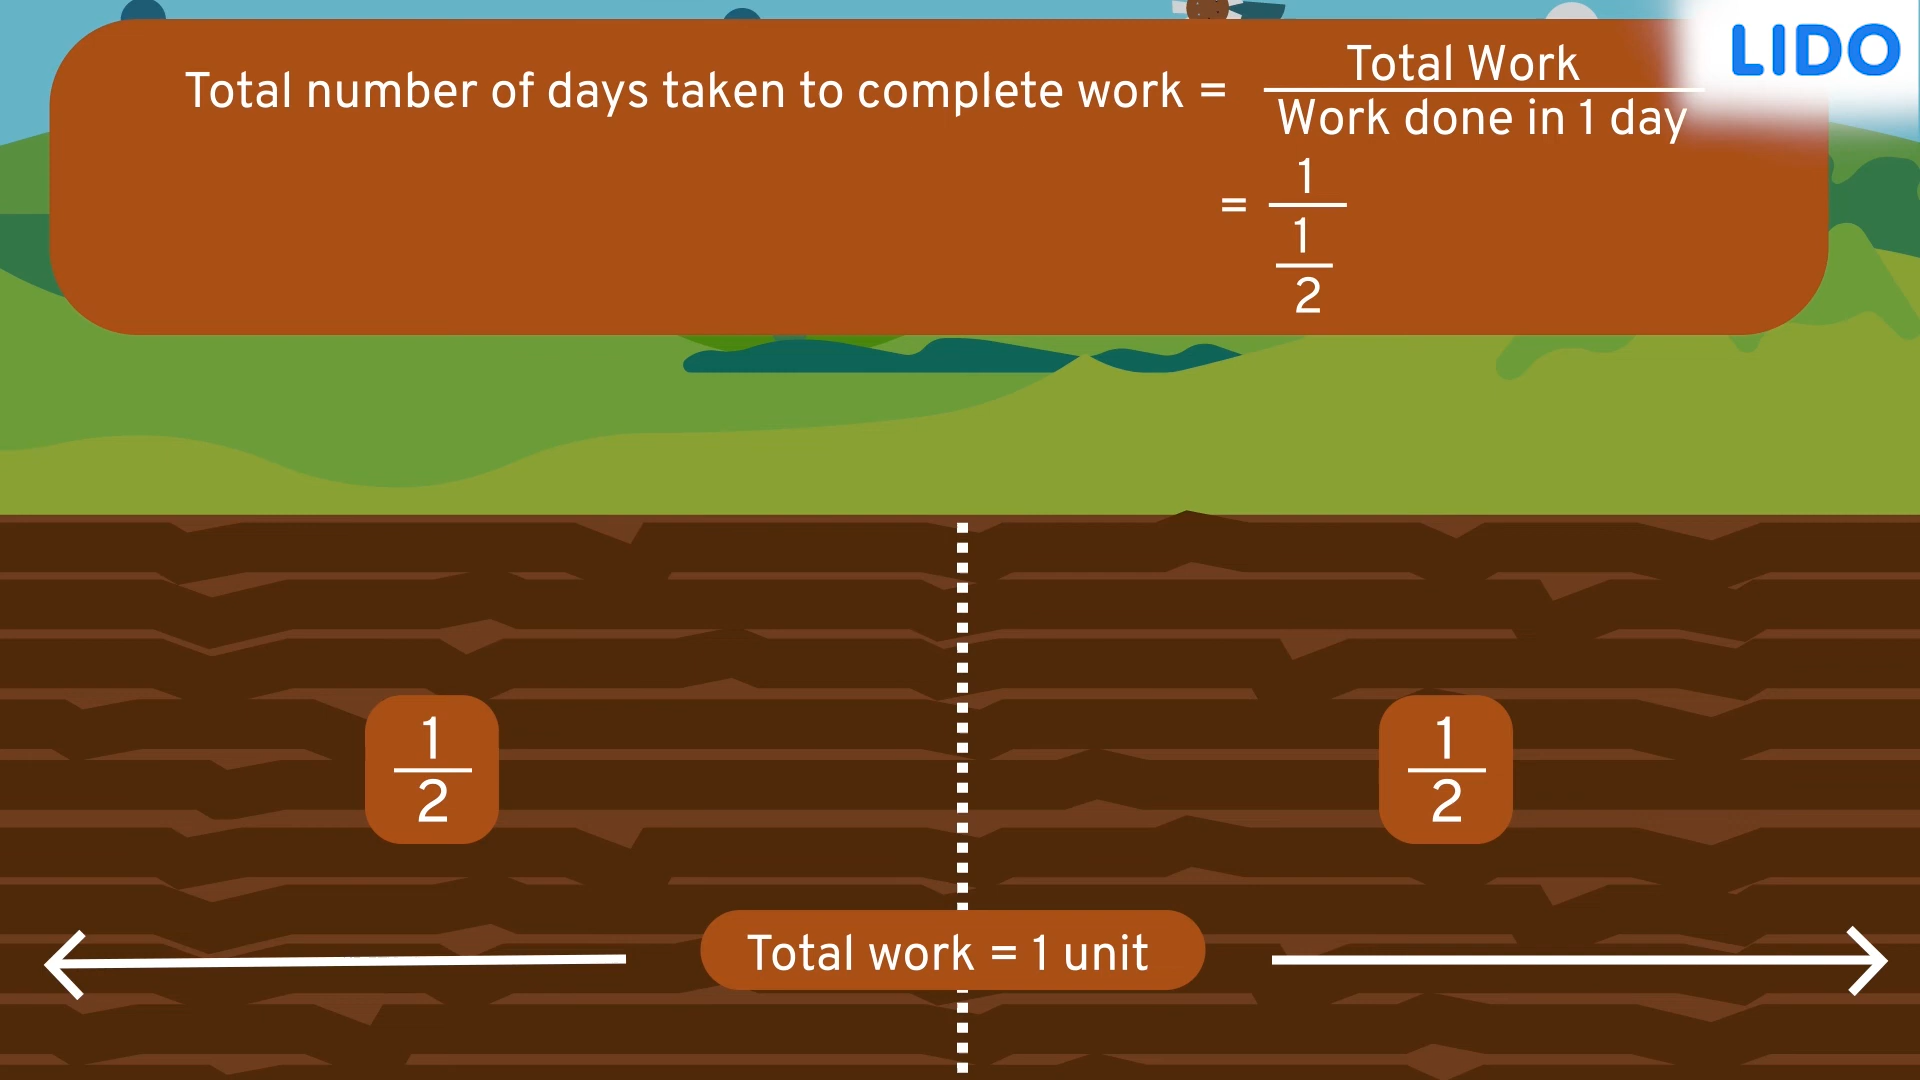 LIDO
Total number of days taken to complete work = Total Work / Work done in 1 day
= 1 / 1/2
1/2
1/2
Total work = 1 unit